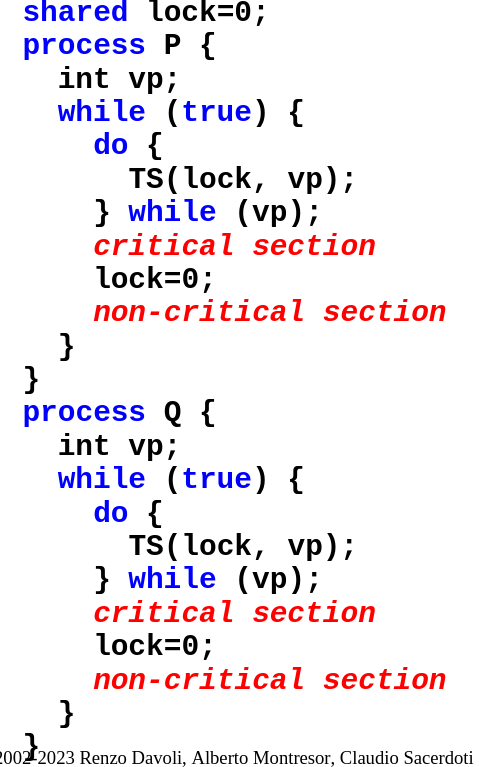 shared lock=0;
process P {
  int vp;
  while (true) {
    do {
      TS(lock, vp);
    } while (vp);
    critical section
    lock=0;
    non-critical section
  }
}
process Q {
  int vp;
  while (true) {
    do {
      TS(lock, vp);
    } while (vp);
    critical section
    lock=0;
    non-critical section
  }
}
2002-2023 Renzo Davoli, Alberto Montresor, Claudio Sacerdoti